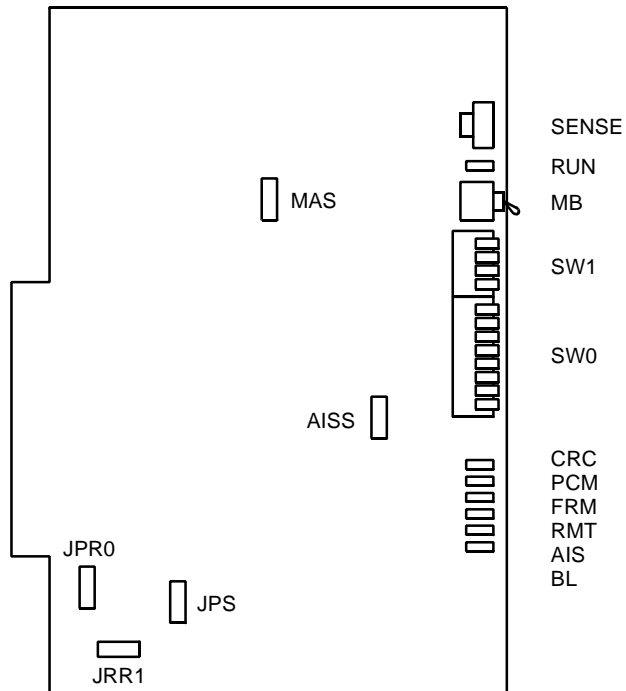 SENSE
RUN
MAS
MB
SW1
SW0
AISS
CRC
PCM
FRM
RMT
AIS
BL
JPR0
JPS
JRR1